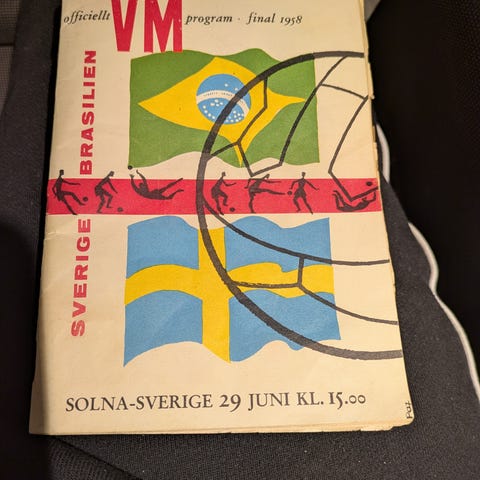 officiellt VM program · final 1958
SVERIGE BRASILIEN
SOLNA-SVERIGE 29 JUNI KL. 15.00